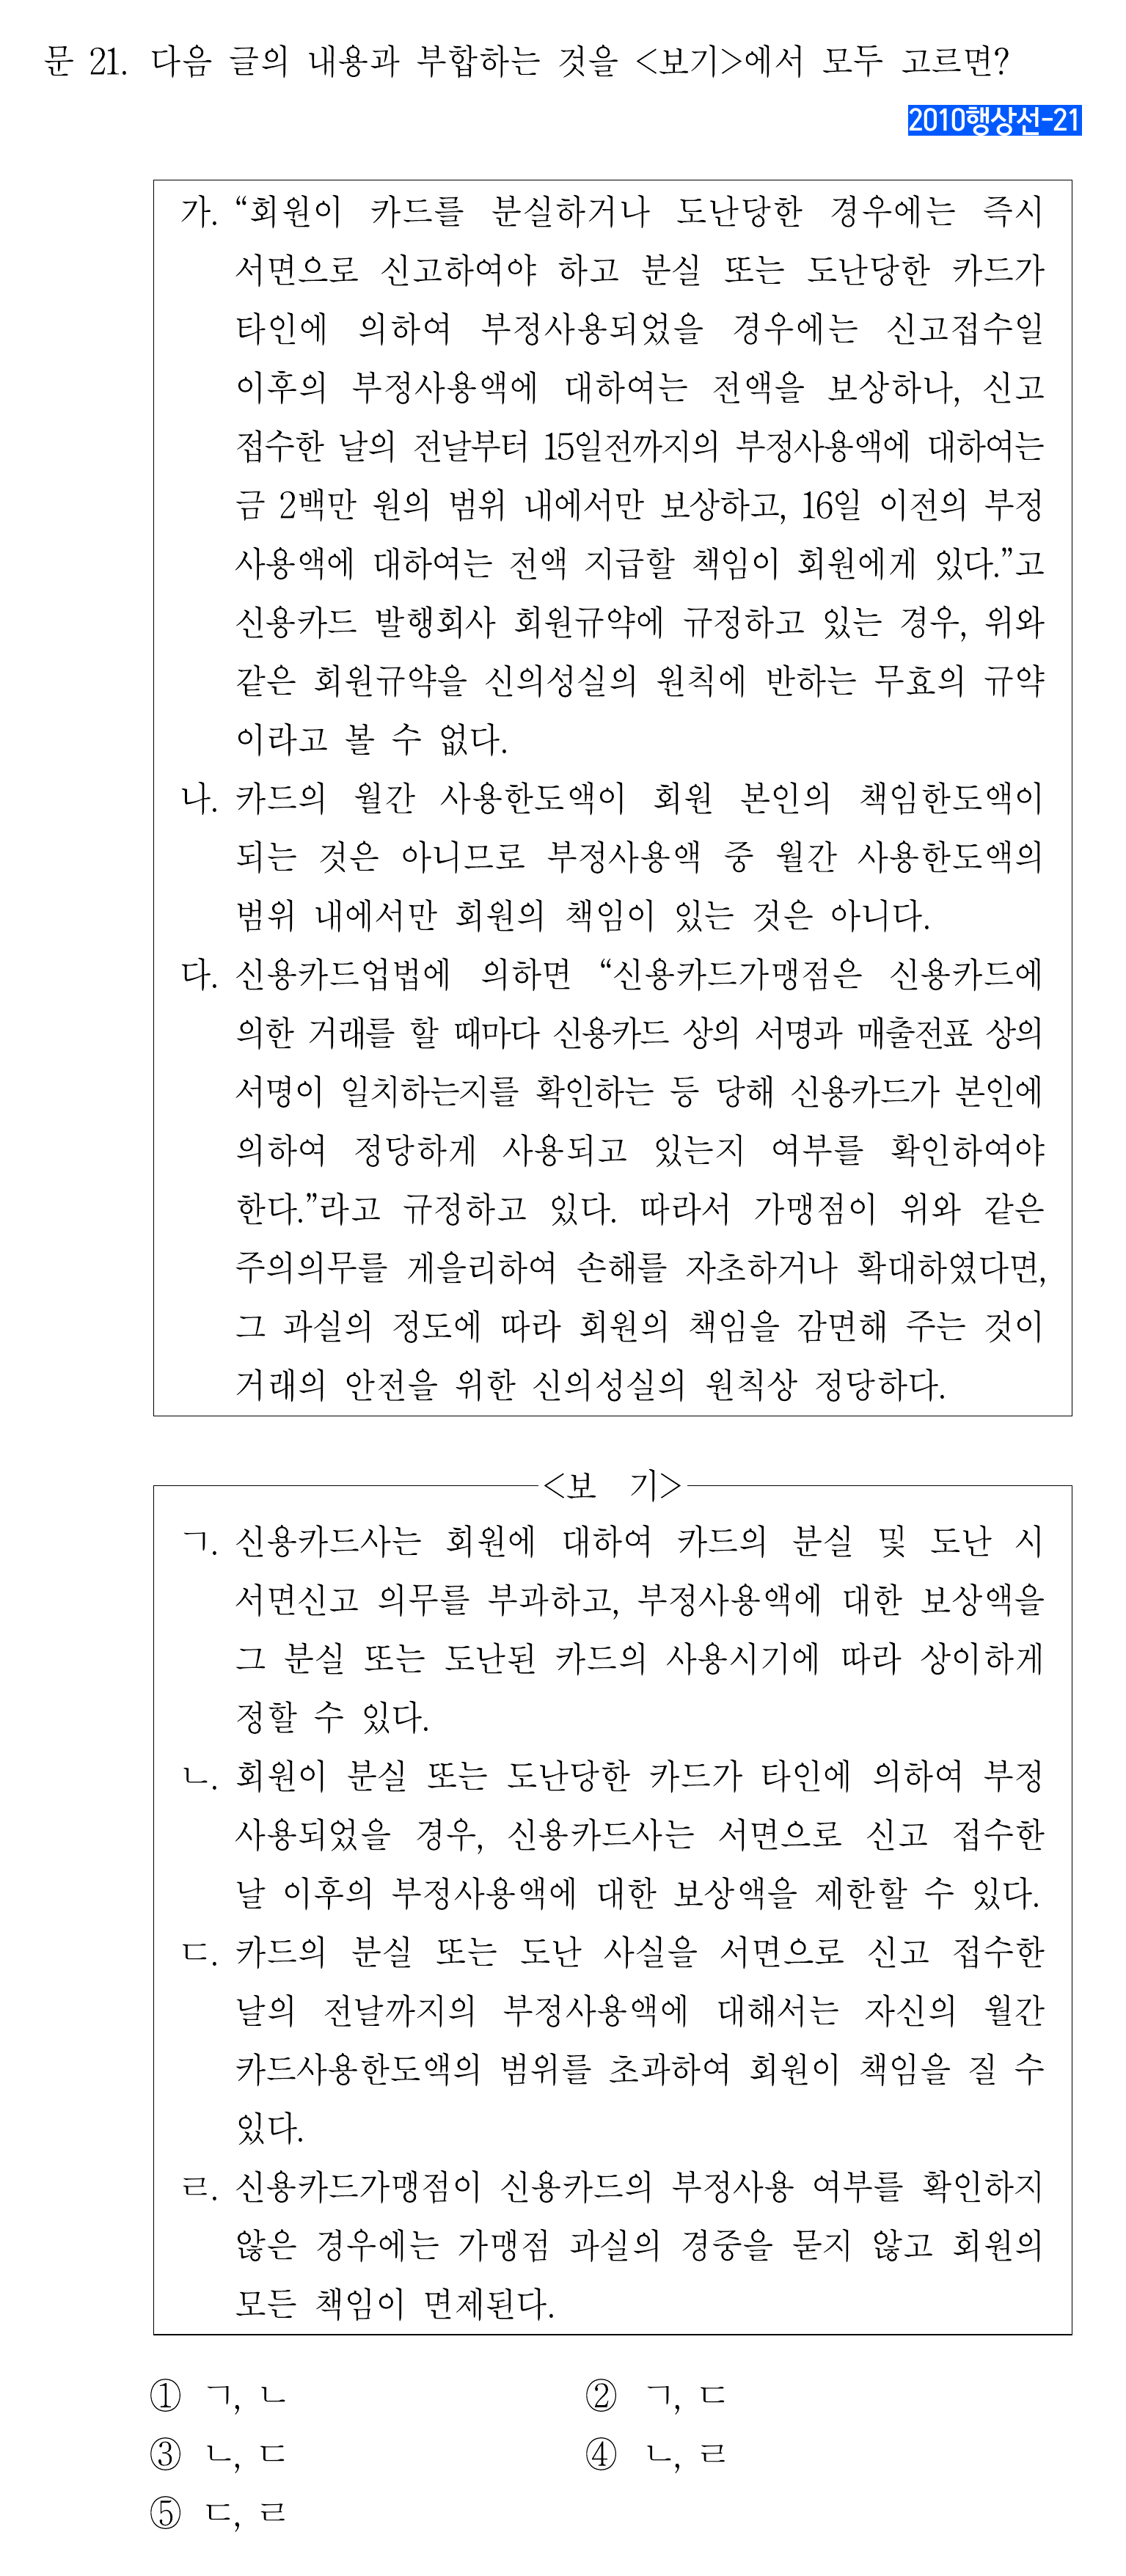 문 21. 다음 글의 내용과 부합하는 것을 <보기>에서 모두 고르면?
2010행상선-21
가. “회원이 카드를 분실하거나 도난당한 경우에는 즉시
서면으로 신고하여야 하고 분실 또는 도난당한 카드가
타인에 의하여 부정사용되었을 경우에는 신고접수일
이후의 부정사용액에 대하여는 전액을 보상하나, 신고
접수한 날의 전날부터 15일전까지의 부정사용액에 대하여는
금 2백만 원의 범위 내에서만 보상하고, 16일 이전의 부정
사용액에 대하여는 전액 지급할 책임이 회원에게 있다.”고
신용카드 발행회사 회원규약에 규정하고 있는 경우, 위와
같은 회원규약을 신의성실의 원칙에 반하는 무효의 규약
이라고 볼 수 없다.
나. 카드의 월간 사용한도액이 회원 본인의 책임한도액이
되는 것은 아니므로 부정사용액 중 월간 사용한도액의
범위 내에서만 회원의 책임이 있는 것은 아니다.
다. 신용카드업법에 의하면 “신용카드가맹점은 신용카드에
의한 거래를 할 때마다 신용카드 상의 서명과 매출전표 상의
서명이 일치하는지를 확인하는 등 당해 신용카드가 본인에
의하여 정당하게 사용되고 있는지 여부를 확인하여야
한다.”라고 규정하고 있다. 따라서 가맹점이 위와 같은
주의의무를 게을리하여 손해를 자초하거나 확대하였다면,
그 과실의 정도에 따라 회원의 책임을 감면해 주는 것이
거래의 안전을 위한 신의성실의 원칙상 정당하다.
<보 기>
ㄱ. 신용카드사는 회원에 대하여 카드의 분실 및 도난 시
서면신고 의무를 부과하고, 부정사용액에 대한 보상액을
그 분실 또는 도난된 카드의 사용시기에 따라 상이하게
정할 수 있다.
ㄴ. 회원이 분실 또는 도난당한 카드가 타인에 의하여 부정
사용되었을 경우, 신용카드사는 서면으로 신고 접수한
날 이후의 부정사용액에 대한 보상액을 제한할 수 있다.
ㄷ. 카드의 분실 또는 도난 사실을 서면으로 신고 접수한
날의 전날까지의 부정사용액에 대해서는 자신의 월간
카드사용한도액의 범위를 초과하여 회원이 책임을 질 수
있다.
ㄹ. 신용카드가맹점이 신용카드의 부정사용 여부를 확인하지
않은 경우에는 가맹점 과실의 경중을 묻지 않고 회원의
모든 책임이 면제된다.
① ㄱ, ㄴ ② ㄱ, ㄷ
③ ㄴ, ㄷ ④ ㄴ, ㄹ
⑤ ㄷ, ㄹ